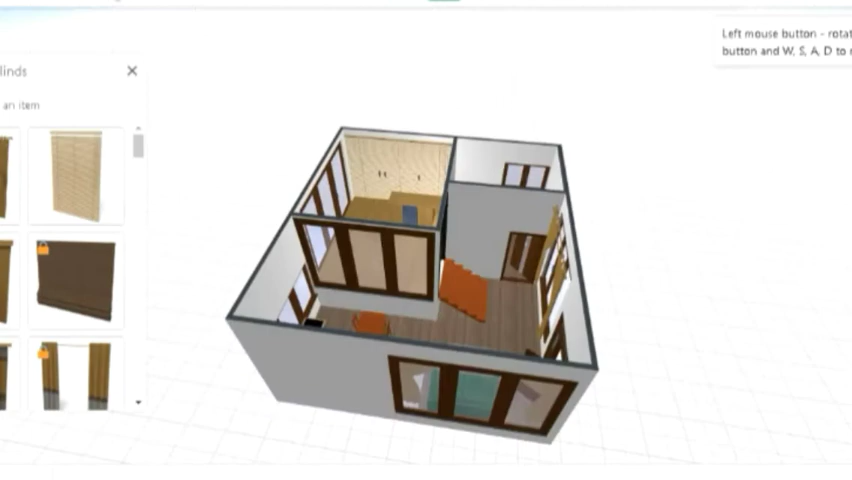 Left mouse button - rotat
button and W, S, A, D to r
linds
an item